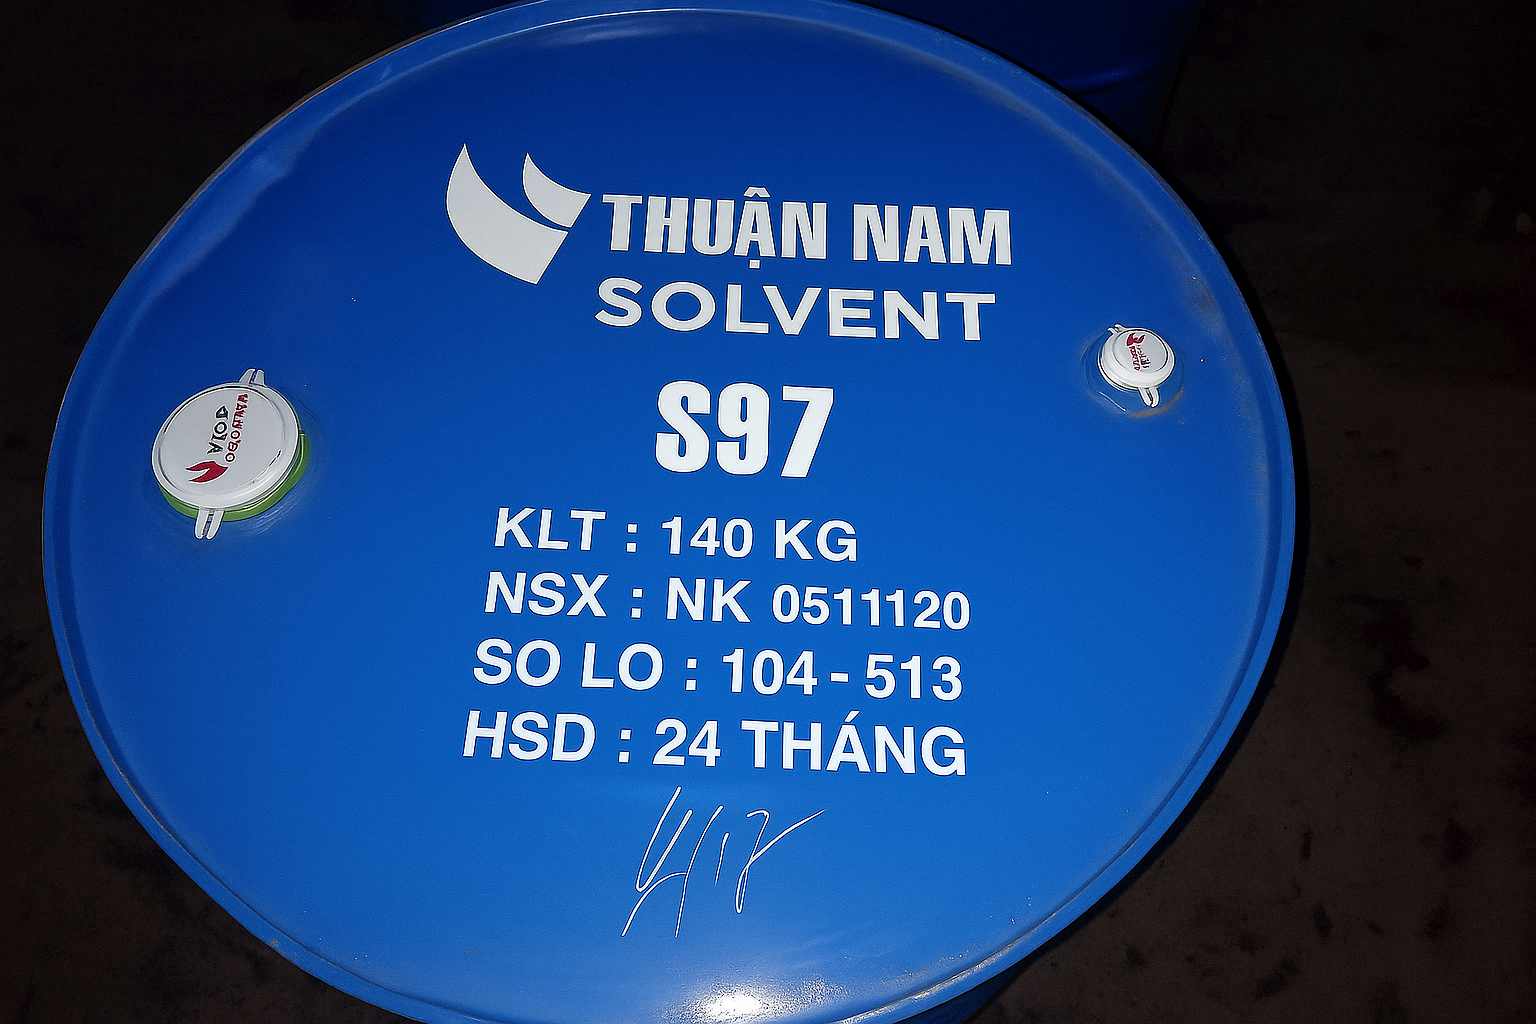 THUẬN NAM
SOLVENT
S97
KLT : 140 KG
NSX : NK 0511120
SO LO : 104 - 513
HSD : 24 THÁNG